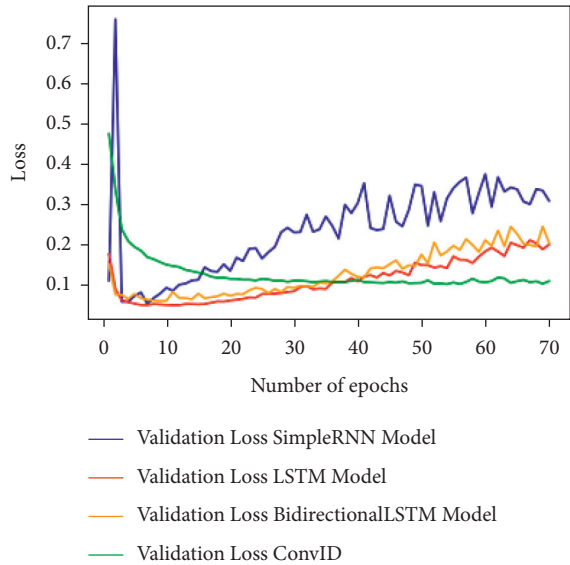 0.7
0.6
0.5
0.4
0.3
0.2
0.1
Loss
0 10 20 30 40 50 60 70
Number of epochs
Validation Loss SimpleRNN Model
Validation Loss LSTM Model
Validation Loss BidirectionalLSTM Model
Validation Loss ConvID